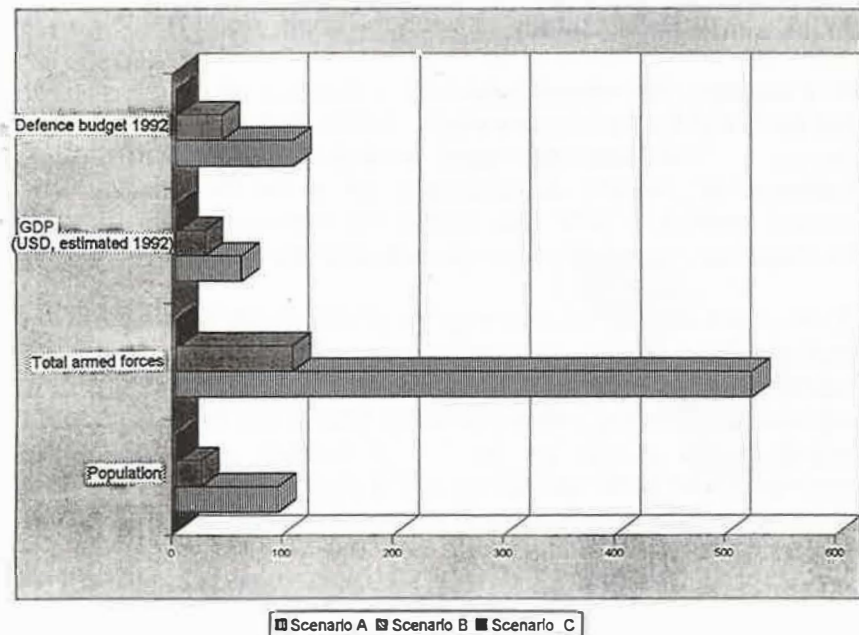 Defence budget 1992
GDP
(USD, estimated 1992)
Total armed forces
Population
0 100 200 300 400 500 600
Scenario A Scenario B Scenario C